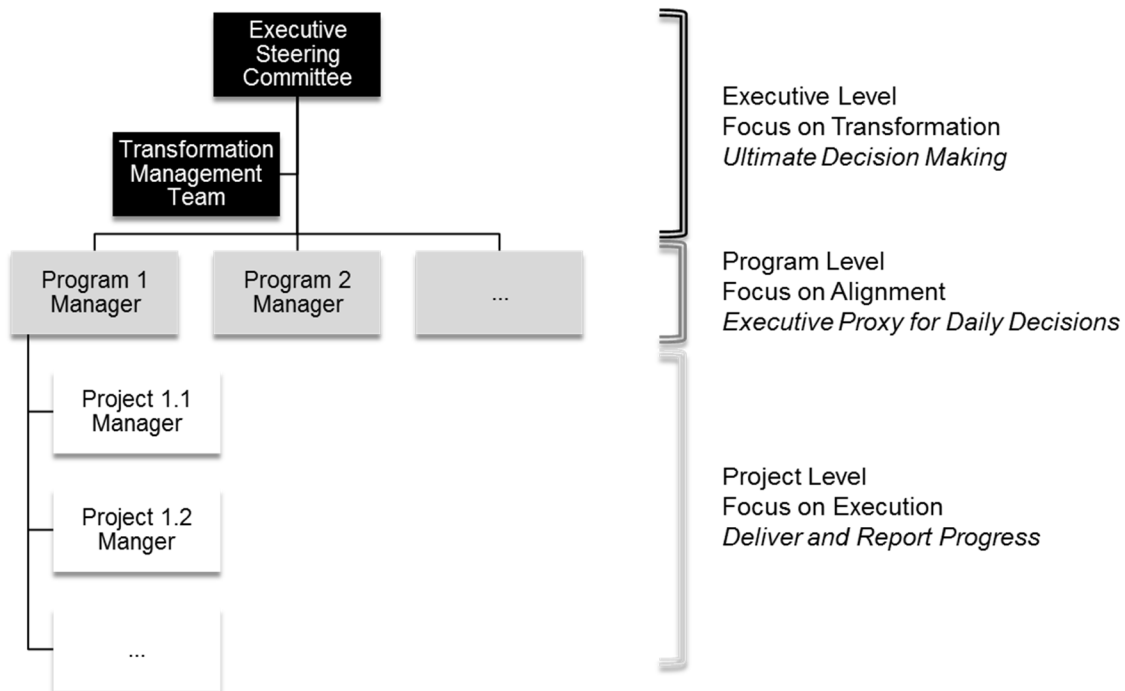 Executive
Steering
Committee
Transformation
Management
Team
Executive Level
Focus on Transformation
Ultimate Decision Making
Program 1
Manager
Program 2
Manager
...
Program Level
Focus on Alignment
Executive Proxy for Daily Decisions
Project 1.1
Manager
Project 1.2
Manger
...
Project Level
Focus on Execution
Deliver and Report Progress